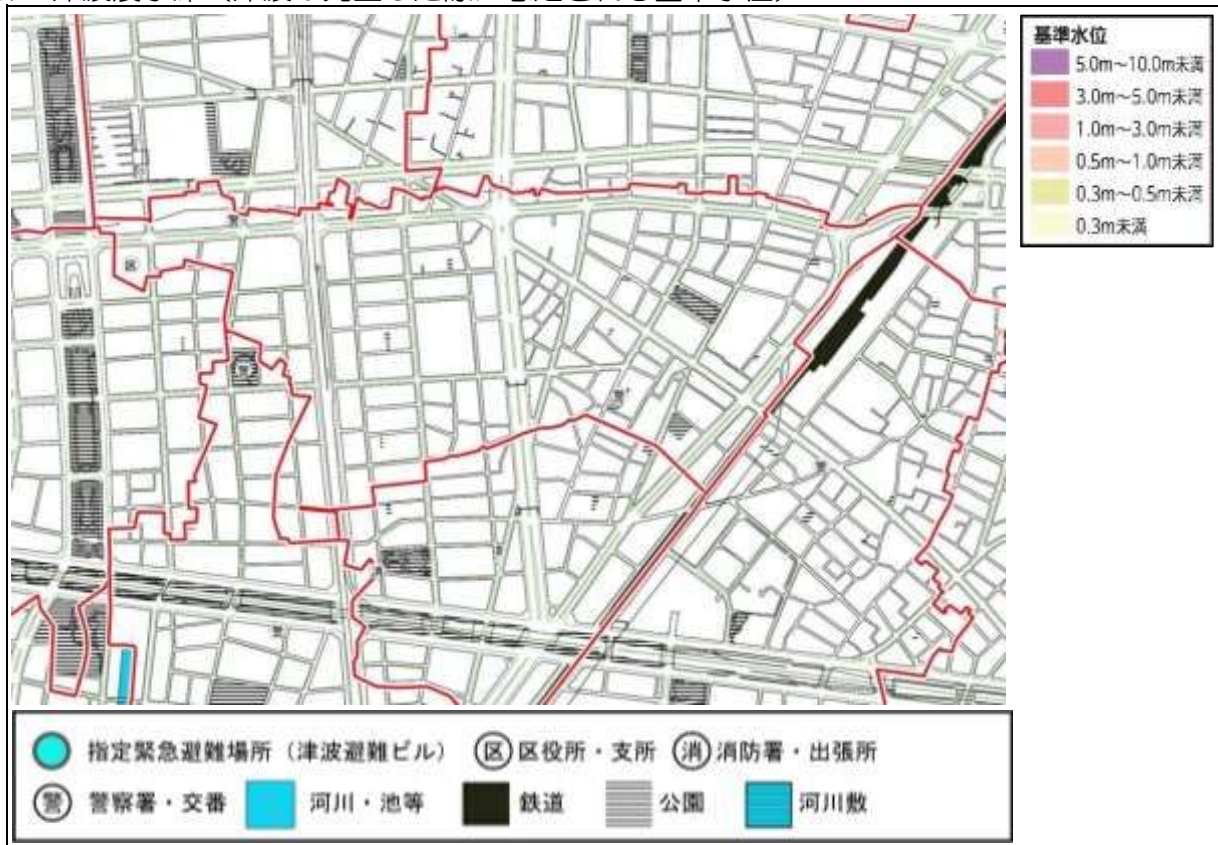 基準水位
5.0m～10.0m未満
3.0m～5.0m未満
1.0m～3.0m未満
0.5m～1.0m未満
0.3m～0.5m未満
0.3m未満
区
指定緊急避難場所（津波避難ビル） 区 区役所・支所 消 消防署・出張所
警 警察署・交番 河川・池等 鉄道 公園 河川敷